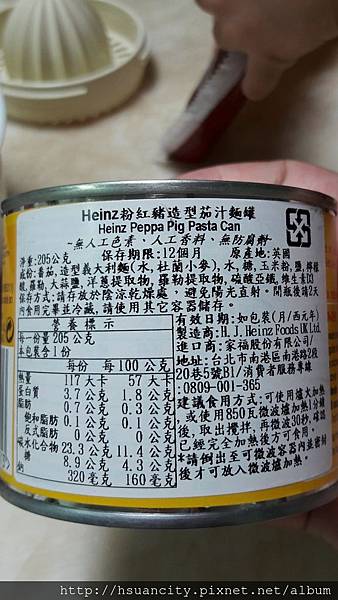 Heinz粉紅豬造型茄汁麵罐
Heinz Peppa Pig Pasta Can
~無人工色素、人工香料、無防腐劑~
淨重:205公克 保存期限:12個月 原產地:英國
成份:番茄, 造型義大利麵(水, 杜蘭小麥), 水, 糖, 玉米粉, 鹽, 檸檬
酸, 羅勒, 大蒜鹽, 洋蔥提取物, 羅勒提取物, 硫酸亞鐵, 維生素D3
保存方式:請存放於陰涼乾燥處, 避免陽光直射。開瓶後請2天
內食用完畢並冷藏, 請使用其它容器儲存。
營養標示
每一份量205公克
本包裝含1份
每份 每100公克
熱量 117大卡 57大卡
蛋白質 3.7公克 1.8公克
脂肪 0.7公克 0.3公克
飽和脂肪 0.1公克 0.1公克
反式脂肪 0公克 0公克
碳水化合物 23.3公克 11.4公克
糖 8.9公克 4.3公克
鈉 320毫克 160毫克
有效日期:如包裝(月/西元年)
製造商:H.J.Heinz Foods UK Ltd.
進口商:家福股份有限公司/
地址:台北市南港區南港路2段
20巷5號B1/消費者服務專線
:0809-001-365
建議食用方式:可使用爐火加熱
, 或使用850瓦微波爐加熱1分鐘
後, 取出攪拌, 再微波30秒, 確認
已經完全加熱後方可食用。
*請倒出至可微波容器內並密封
後才可放入微波爐加熱。*
http://hsuancity.pixnet.net/album